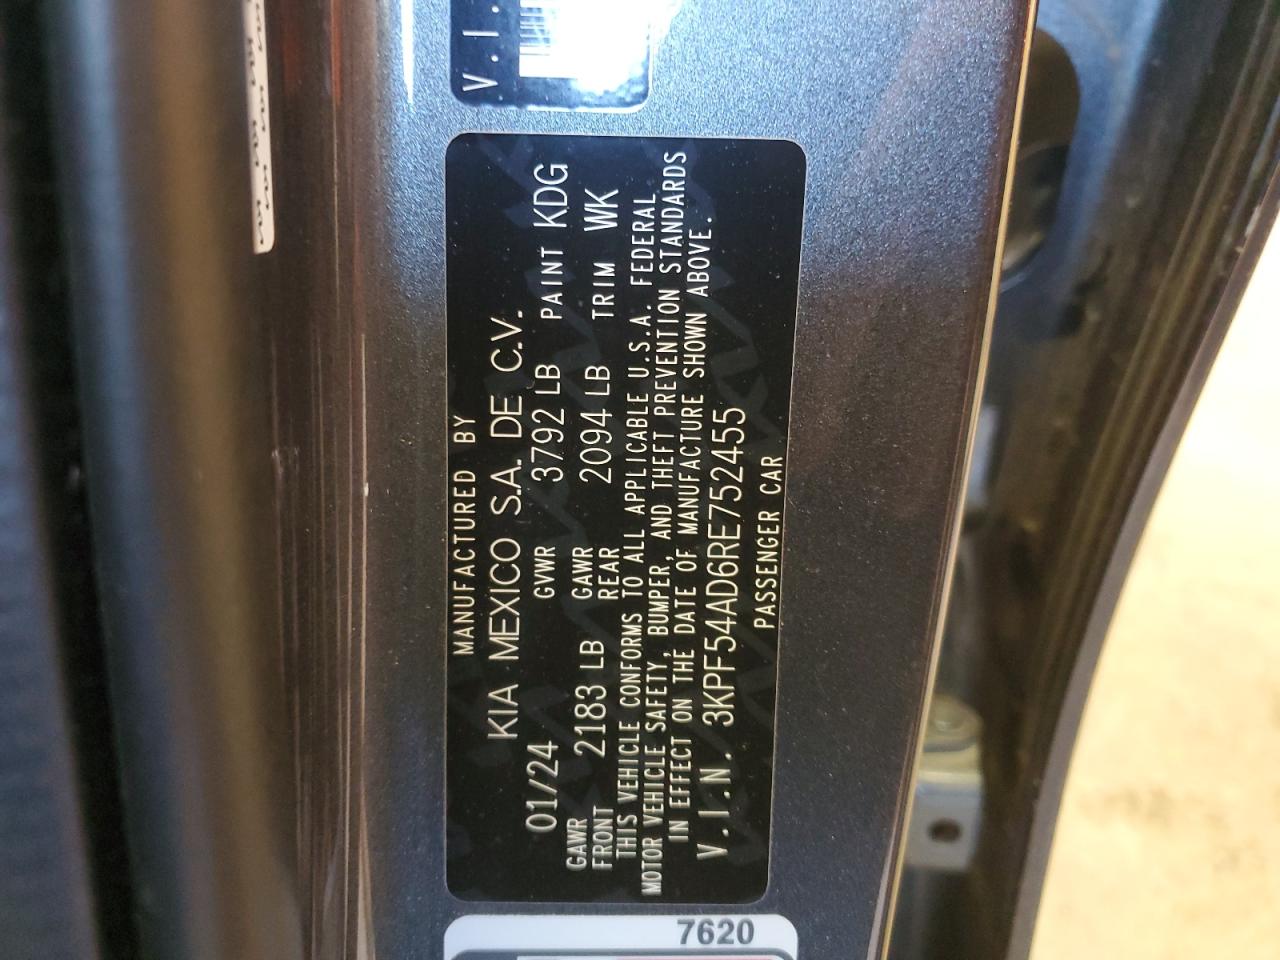 MANUFACTURED BY
KIA MEXICO S.A. DE C.V.
01/24 GVWR 3792 LB PAINT KDG
GAWR FRONT 2183 LB GAWR REAR 2094 LB TRIM WK
THIS VEHICLE CONFORMS TO ALL APPLICABLE U.S.A. FEDERAL
MOTOR VEHICLE SAFETY, BUMPER, AND THEFT PREVENTION STANDARDS
IN EFFECT ON THE DATE OF MANUFACTURE SHOWN ABOVE.
V.I.N. 3KPF54AD6RE752455
PASSENGER CAR
V.I.
7620